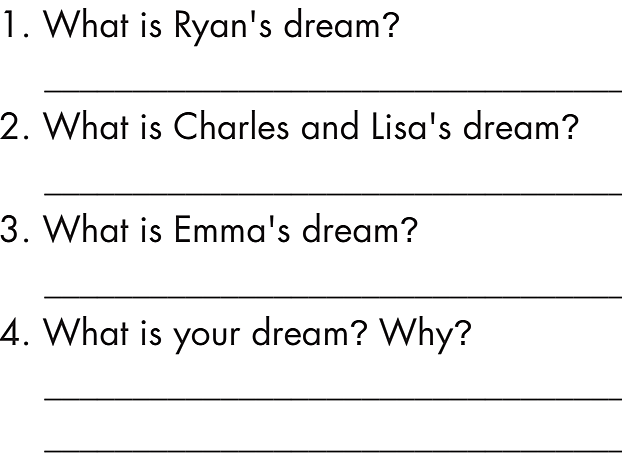 1. What is Ryan's dream?
2. What is Charles and Lisa's dream?
3. What is Emma's dream?
4. What is your dream? Why?